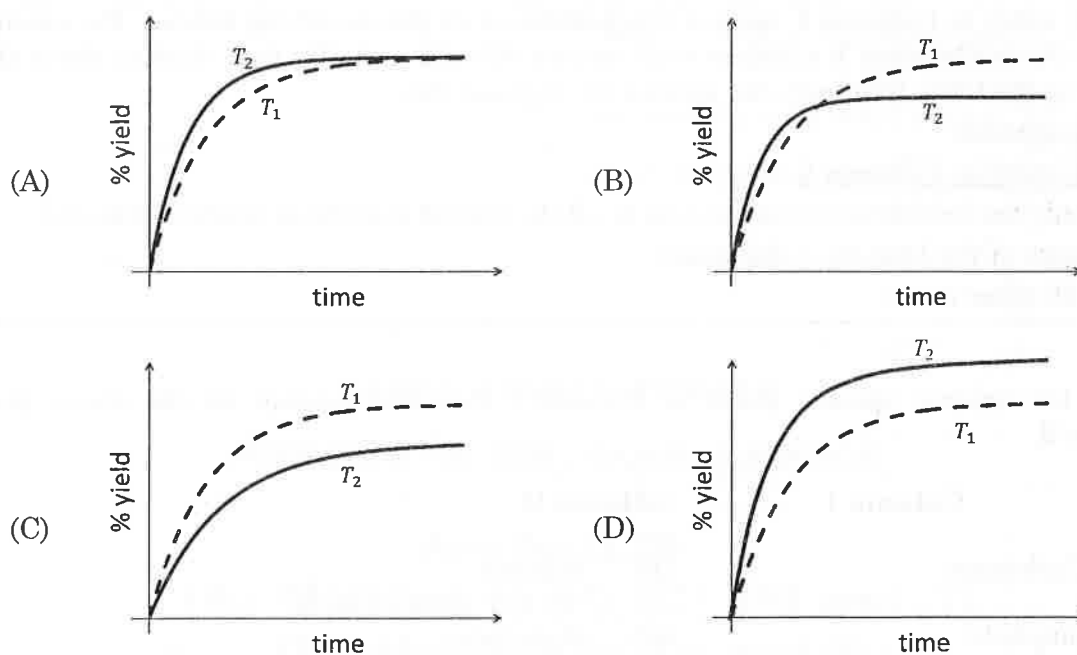 (A)
% yield
T₂
T₁
time
(B)
% yield
T₁
T₂
time
(C)
% yield
T₁
T₂
time
(D)
% yield
T₂
T₁
time